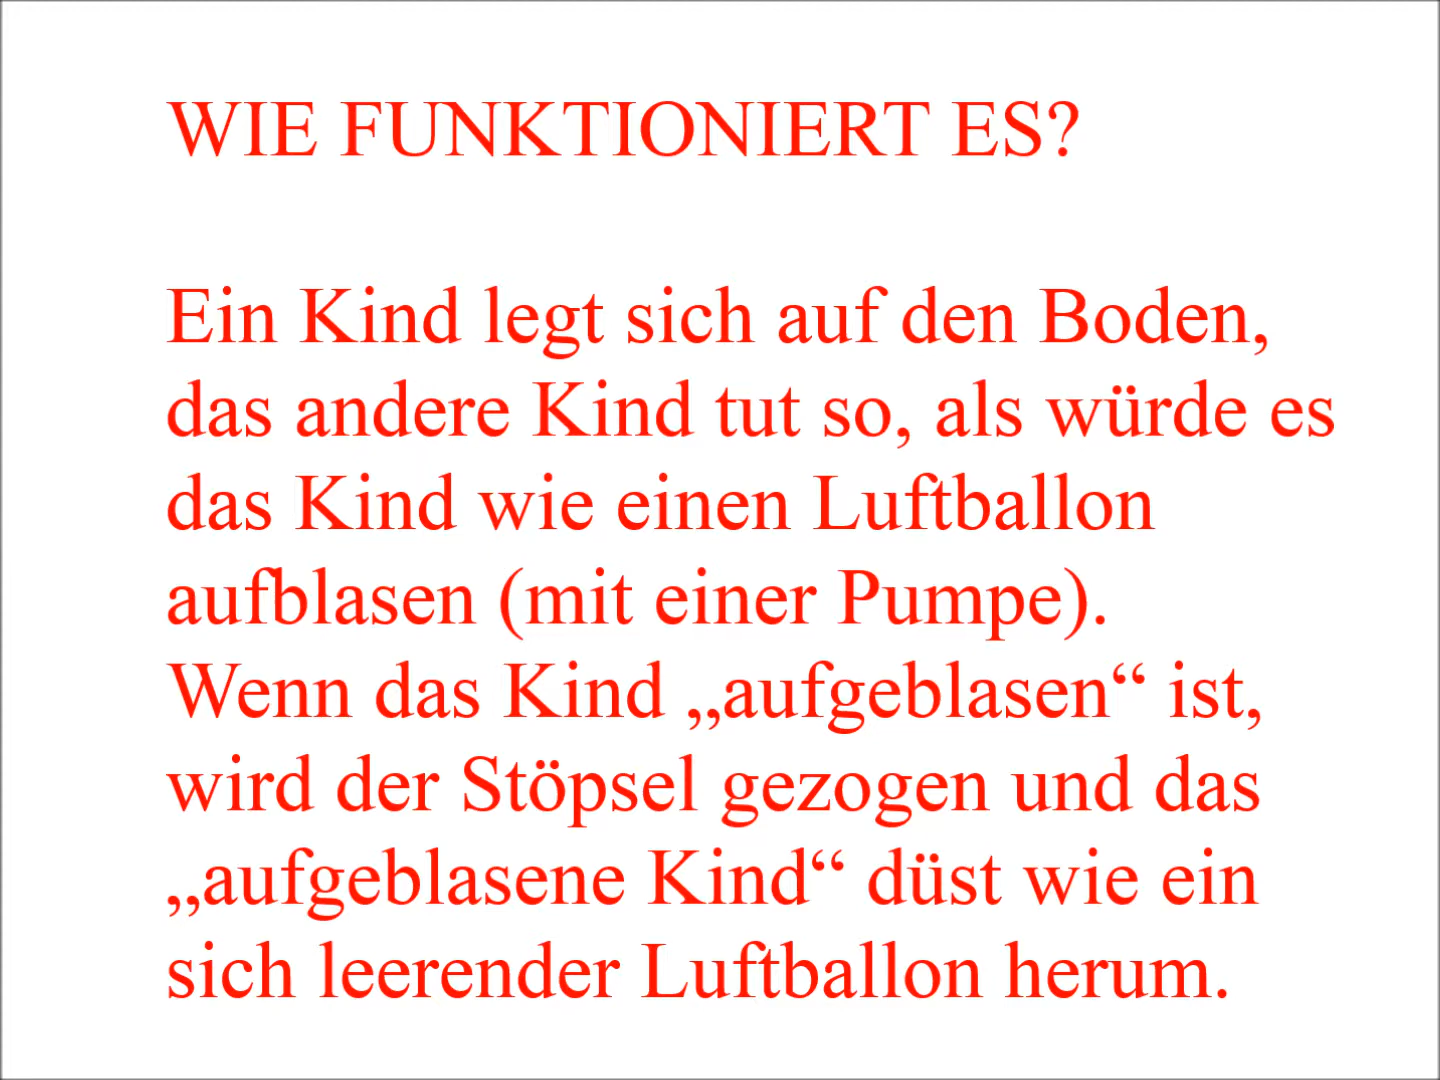 WIE FUNKTIONIERT ES?
Ein Kind legt sich auf den Boden,
das andere Kind tut so, als würde es
das Kind wie einen Luftballon
aufblasen (mit einer Pumpe).
Wenn das Kind „aufgeblasen“ ist,
wird der Stöpsel gezogen und das
„aufgeblasene Kind“ düst wie ein
sich leerender Luftballon herum.